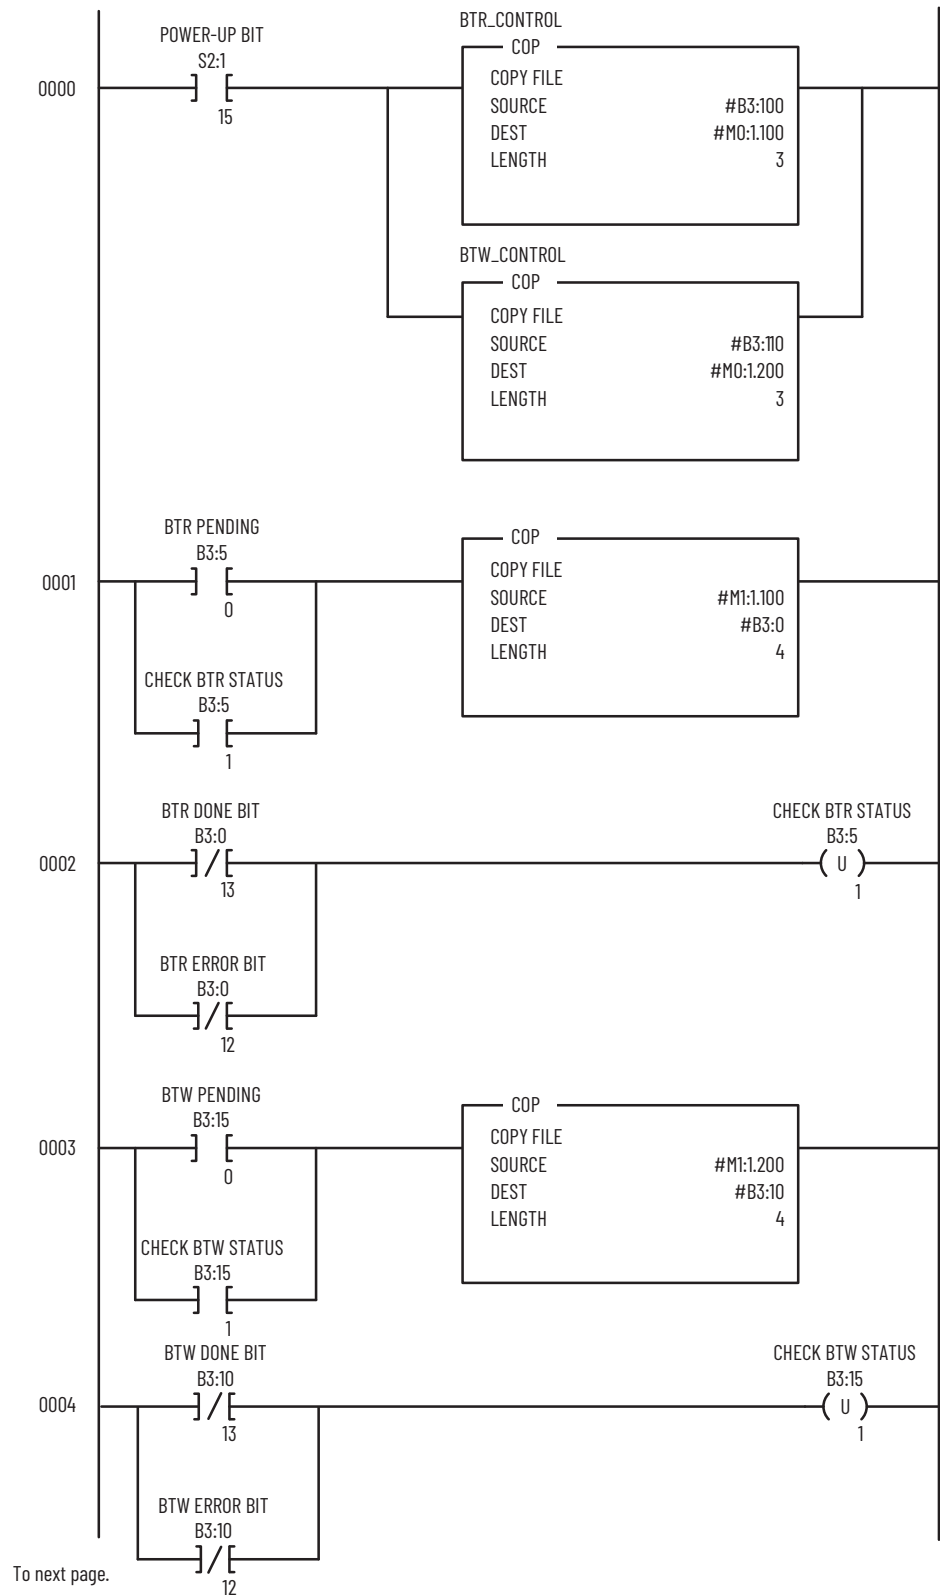 BTR_CONTROL
POWER-UP BIT
COP
S2:1
COPY FILE
0000
SOURCE #B3:100
15
DEST #M0:1.100
LENGTH 3
BTW_CONTROL
COP
COPY FILE
SOURCE #B3:110
DEST #M0:1.200
LENGTH 3
BTR PENDING
COP
B3:5
COPY FILE
0001
SOURCE #M1:1.100
0
DEST #B3:0
LENGTH 4
CHECK BTR STATUS
B3:5
1
BTR DONE BIT
CHECK BTR STATUS
B3:0
B3:5
0002
U
13
1
BTR ERROR BIT
B3:0
12
BTW PENDING
COP
B3:15
COPY FILE
0003
SOURCE #M1:1.200
0
DEST #B3:10
LENGTH 4
CHECK BTW STATUS
B3:15
1
BTW DONE BIT
CHECK BTW STATUS
B3:10
B3:15
0004
U
13
1
BTW ERROR BIT
B3:10
To next page.
12